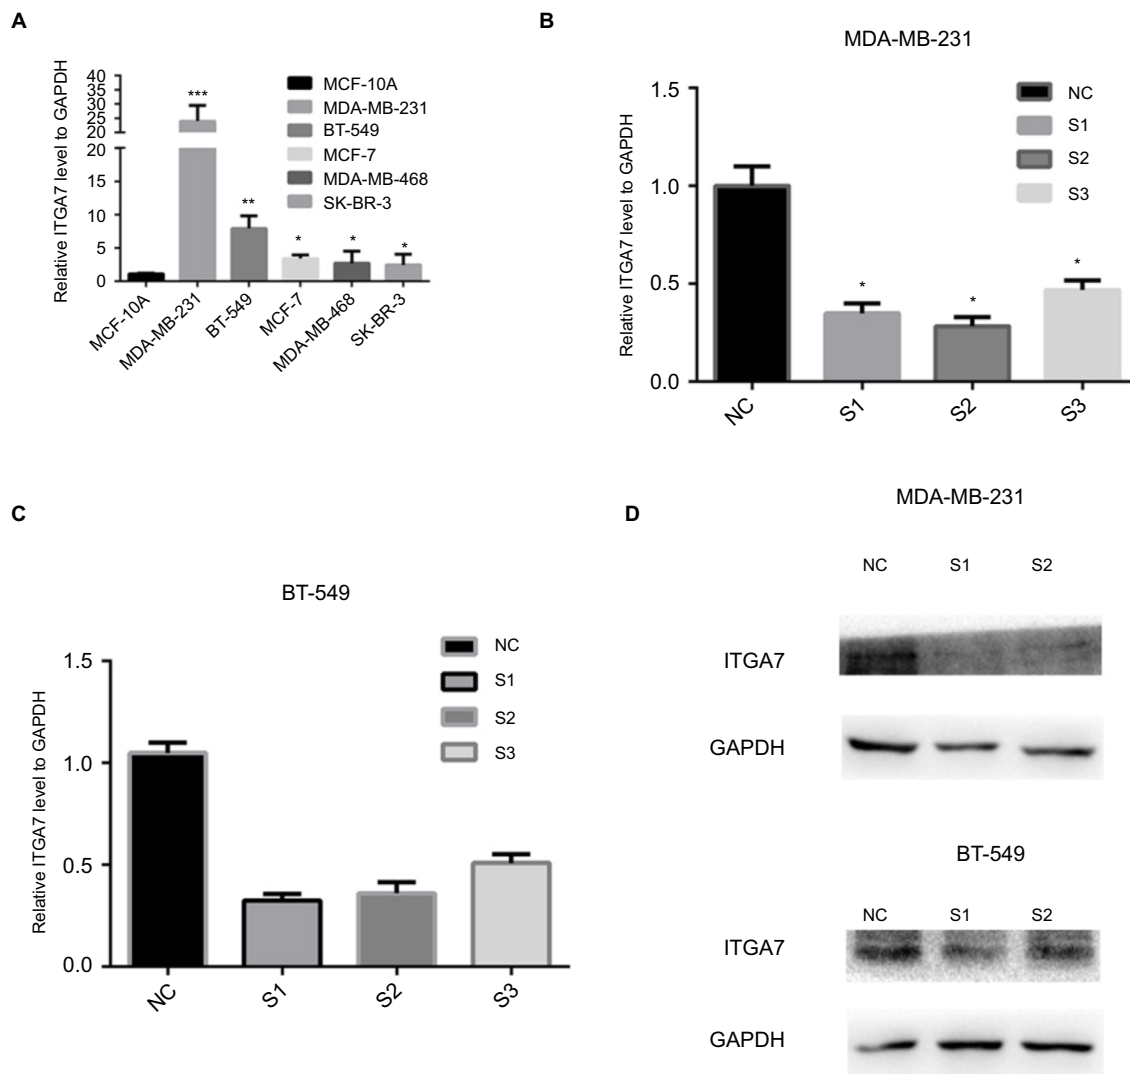 A
Relative ITGA7 level to GAPDH
40
35
30
25
20
20
15
10
5
0
***
**
*
*
*
MCF-10A
MDA-MB-231
BT-549
MCF-7
MDA-MB-468
SK-BR-3
MCF-10A
MDA-MB-231
BT-549
MCF-7
MDA-MB-468
SK-BR-3
B
MDA-MB-231
Relative ITGA7 level to GAPDH
1.5
1.0
0.5
0.0
*
*
*
NC
S1
S2
S3
NC
S1
S2
S3
C
BT-549
Relative ITGA7 level to GAPDH
1.5
1.0
0.5
0.0
NC
S1
S2
S3
NC
S1
S2
S3
D
MDA-MB-231
NC S1 S2
ITGA7
GAPDH
BT-549
NC S1 S2
ITGA7
GAPDH